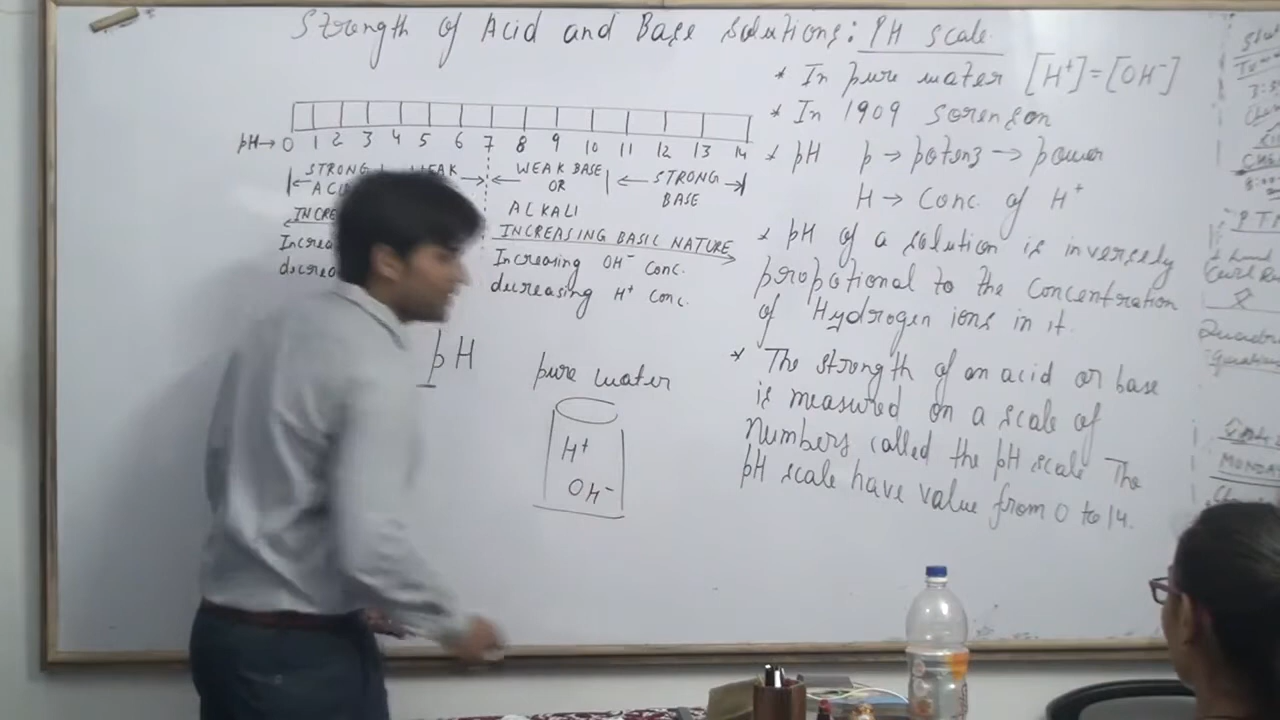 Strength of Acid and Base solutions: PH scale
* In pure water [H⁺]=[OH⁻]
* In 1909 Sorenson
pH→ 0 1 2 3 4 5 6 7 8 9 10 11 12 13 14
STRONG
WEAK BASE
OR
ALKALI
STRONG
BASE
INCREASING BASIC NATURE
Increasing OH⁻ conc.
decreasing H⁺ conc.
* pH p→potenz→power
H→ Conc. of H⁺
* pH of a solution is inversely
propotional to the concentration
of Hydrogen ions in it.
* The strength of an acid or base
is measured on a scale of
numbers called the pH scale The
pH scale have value from 0 to 14.
pH
pure water
H⁺
OH⁻
MONDA